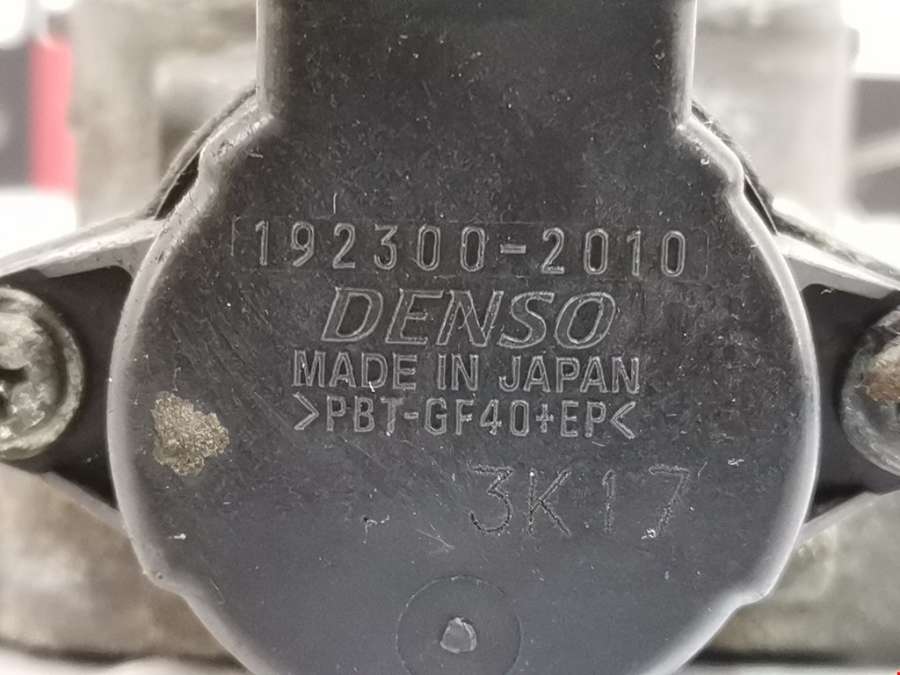 192300-2010
DENSO
MADE IN JAPAN
>PBT-GF40+EP<
3K17